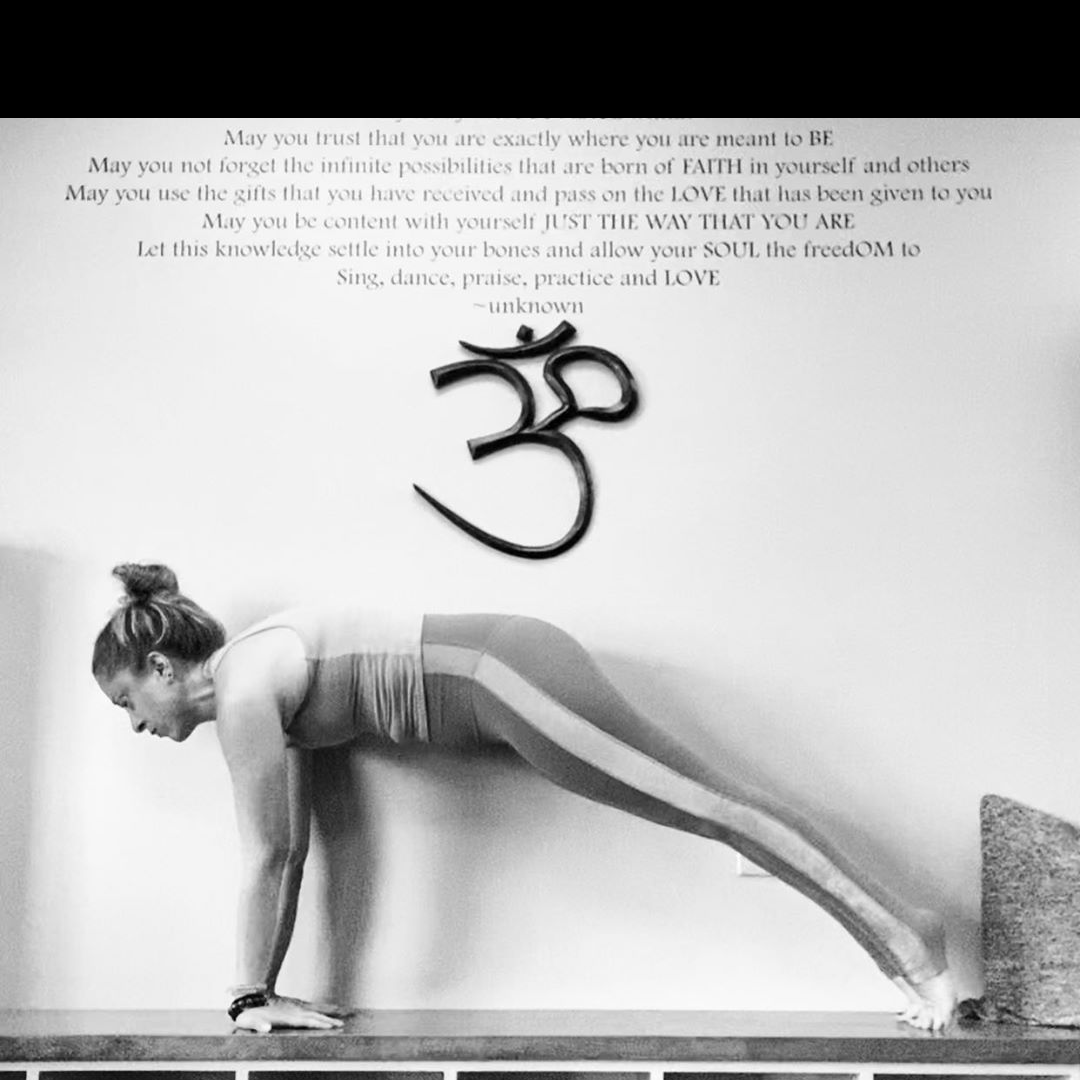 May you trust that you are exactly where you are meant to BE
May you not forget the infinite possibilities that are born of FAITH in yourself and others
May you use the gifts that you have received and pass on the LOVE that has been given to you
May you be content with yourself JUST THE WAY THAT YOU ARE
Let this knowledge settle into your bones and allow your SOUL the freedOM to
Sing, dance, praise, practice and LOVE
~unknown
ॐ